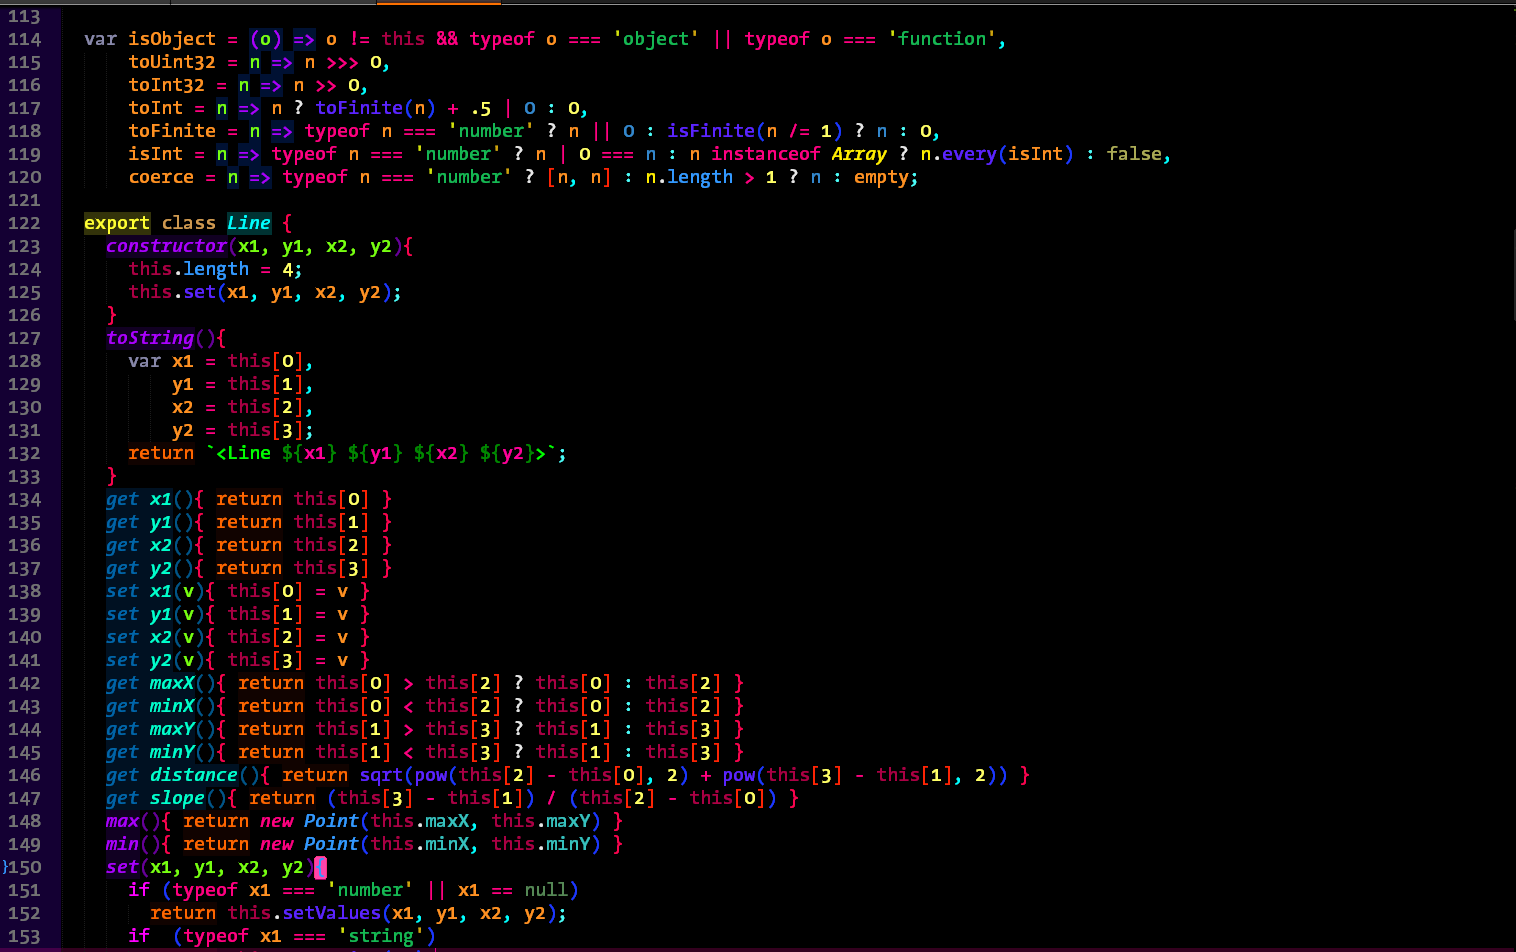 113
114 var isObject = (o) => o != this && typeof o === 'object' || typeof o === 'function',
115 toUint32 = n => n >>> 0,
116 toInt32 = n => n >> 0,
117 toInt = n => n ? toFinite(n) + .5 | 0 : 0,
118 toFinite = n => typeof n === 'number' ? n || 0 : isFinite(n /= 1) ? n : 0,
119 isInt = n => typeof n === 'number' ? n | 0 === n : n instanceof Array ? n.every(isInt) : false,
120 coerce = n => typeof n === 'number' ? [n, n] : n.length > 1 ? n : empty;
121
122 export class Line {
123 constructor(x1, y1, x2, y2){
124 this.length = 4;
125 this.set(x1, y1, x2, y2);
126 }
127 toString(){
128 var x1 = this[0],
129 y1 = this[1],
130 x2 = this[2],
131 y2 = this[3];
132 return `<Line ${x1} ${y1} ${x2} ${y2}>`;
133 }
134 get x1(){ return this[0] }
135 get y1(){ return this[1] }
136 get x2(){ return this[2] }
137 get y2(){ return this[3] }
138 set x1(v){ this[0] = v }
139 set y1(v){ this[1] = v }
140 set x2(v){ this[2] = v }
141 set y2(v){ this[3] = v }
142 get maxX(){ return this[0] > this[2] ? this[0] : this[2] }
143 get minX(){ return this[0] < this[2] ? this[0] : this[2] }
144 get maxY(){ return this[1] > this[3] ? this[1] : this[3] }
145 get minY(){ return this[1] < this[3] ? this[1] : this[3] }
146 get distance(){ return sqrt(pow(this[2] - this[0], 2) + pow(this[3] - this[1], 2)) }
147 get slope(){ return (this[3] - this[1]) / (this[2] - this[0]) }
148 max(){ return new Point(this.maxX, this.maxY) }
149 min(){ return new Point(this.minX, this.minY) }
}150 set(x1, y1, x2, y2){
151 if (typeof x1 === 'number' || x1 == null)
152 return this.setValues(x1, y1, x2, y2);
153 if (typeof x1 === 'string')